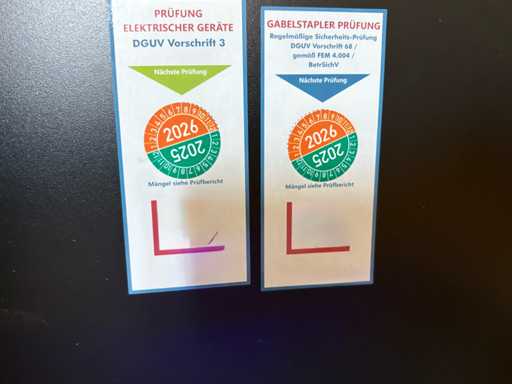 PRÜFUNG
ELEKTRISCHER GERÄTE
DGUV Vorschrift 3
Nächste Prüfung
2026
2025
Mängel siehe Prüfbericht
GABELSTAPLER PRÜFUNG
Regelmäßige Sicherheits-Prüfung
DGUV Vorschrift 68 /
gemäß FEM 4.004 /
BetrSichV
Nächste Prüfung
2026
2025
Mängel siehe Prüfbericht